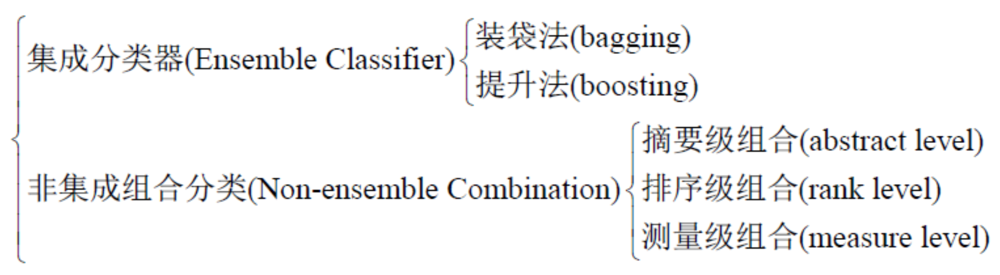 集成分类器(Ensemble Classifier)
装袋法(bagging)
提升法(boosting)
非集成组合分类(Non-ensemble Combination)
摘要级组合(abstract level)
排序级组合(rank level)
测量级组合(measure level)